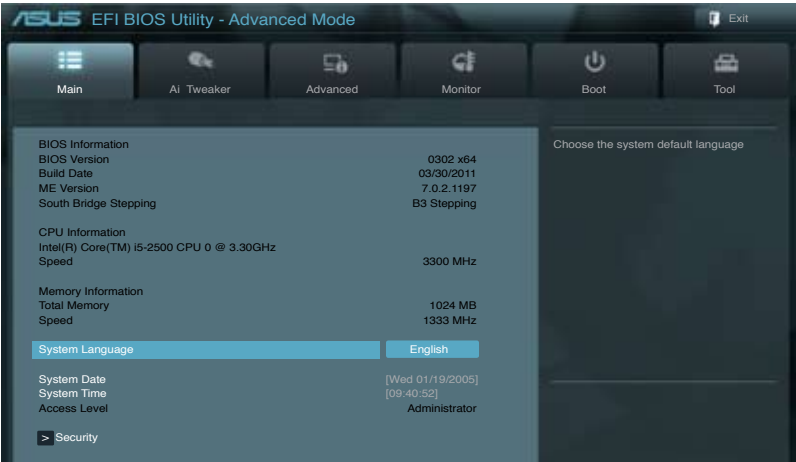 ASUS EFI BIOS Utility - Advanced Mode
Exit
Main
Ai Tweaker
Advanced
Monitor
Boot
Tool
BIOS Information
BIOS Version 0302 x64
Build Date 03/30/2011
ME Version 7.0.2.1197
South Bridge Stepping B3 Stepping
CPU Information
Intel(R) Core(TM) i5-2500 CPU 0 @ 3.30GHz
Speed 3300 MHz
Memory Information
Total Memory 1024 MB
Speed 1333 MHz
System Language English
System Date [Wed 01/19/2005]
System Time [09:40:52]
Access Level Administrator
> Security
Choose the system default language